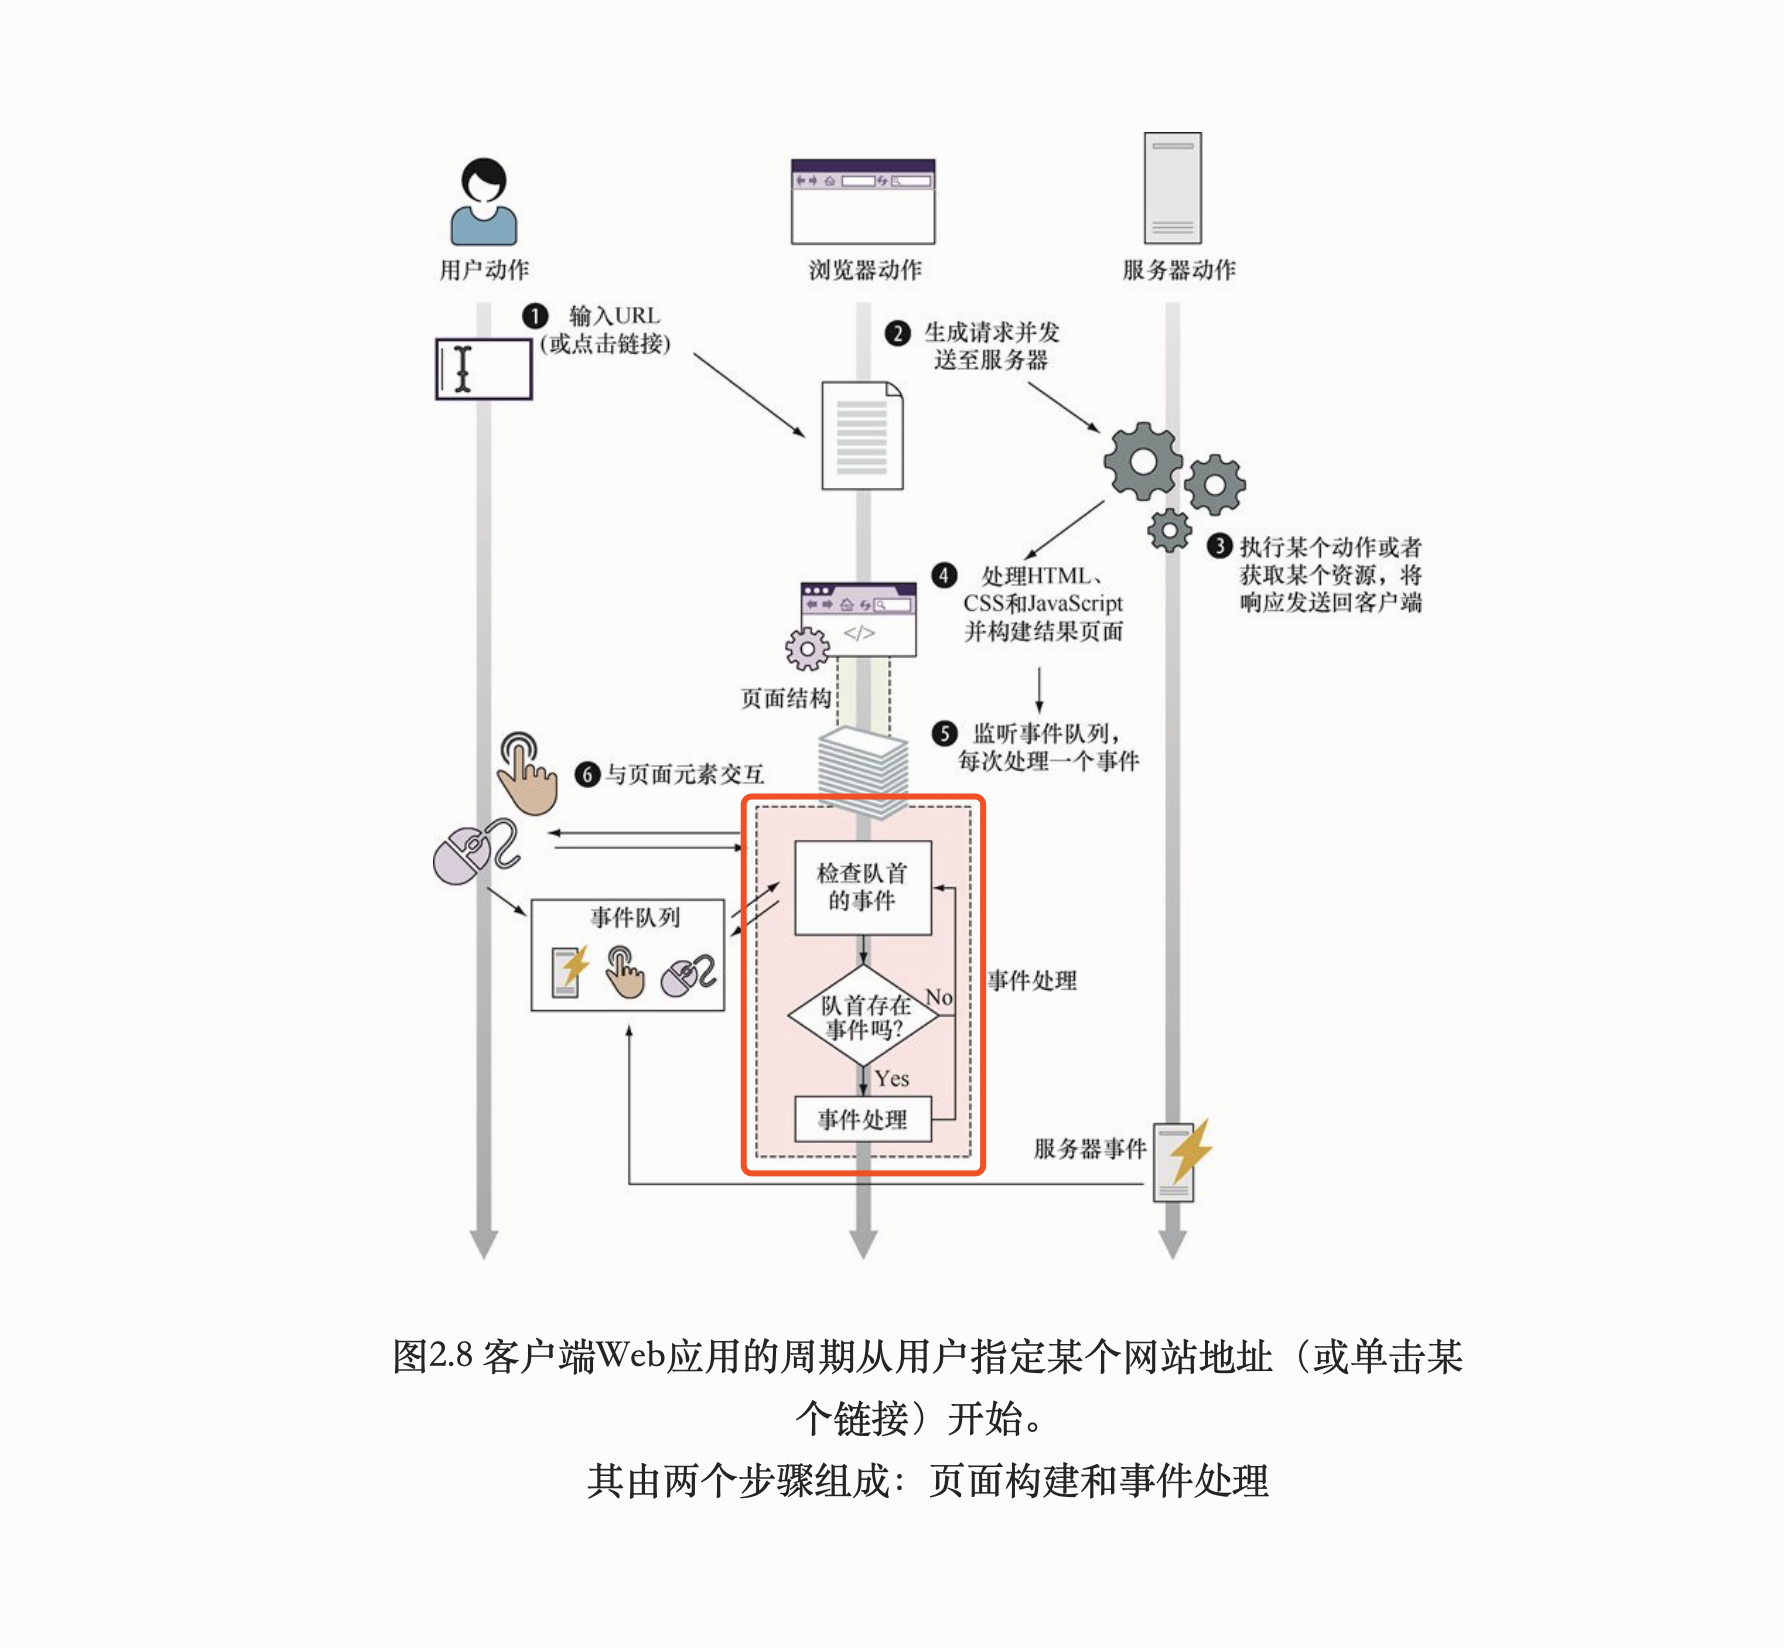 用户动作
浏览器动作
服务器动作
❶ 输入URL
(或点击链接)
❷ 生成请求并发
送至服务器
❸ 执行某个动作或者
获取某个资源，将
响应发送回客户端
❹ 处理HTML、
CSS和JavaScript
并构建结果页面
</>
页面结构
❺ 监听事件队列，
每次处理一个事件
❻ 与页面元素交互
事件队列
检查队首
的事件
队首存在
事件吗?
No
Yes
事件处理
事件处理
服务器事件
图2.8 客户端Web应用的周期从用户指定某个网站地址（或单击某
个链接）开始。
其由两个步骤组成：页面构建和事件处理